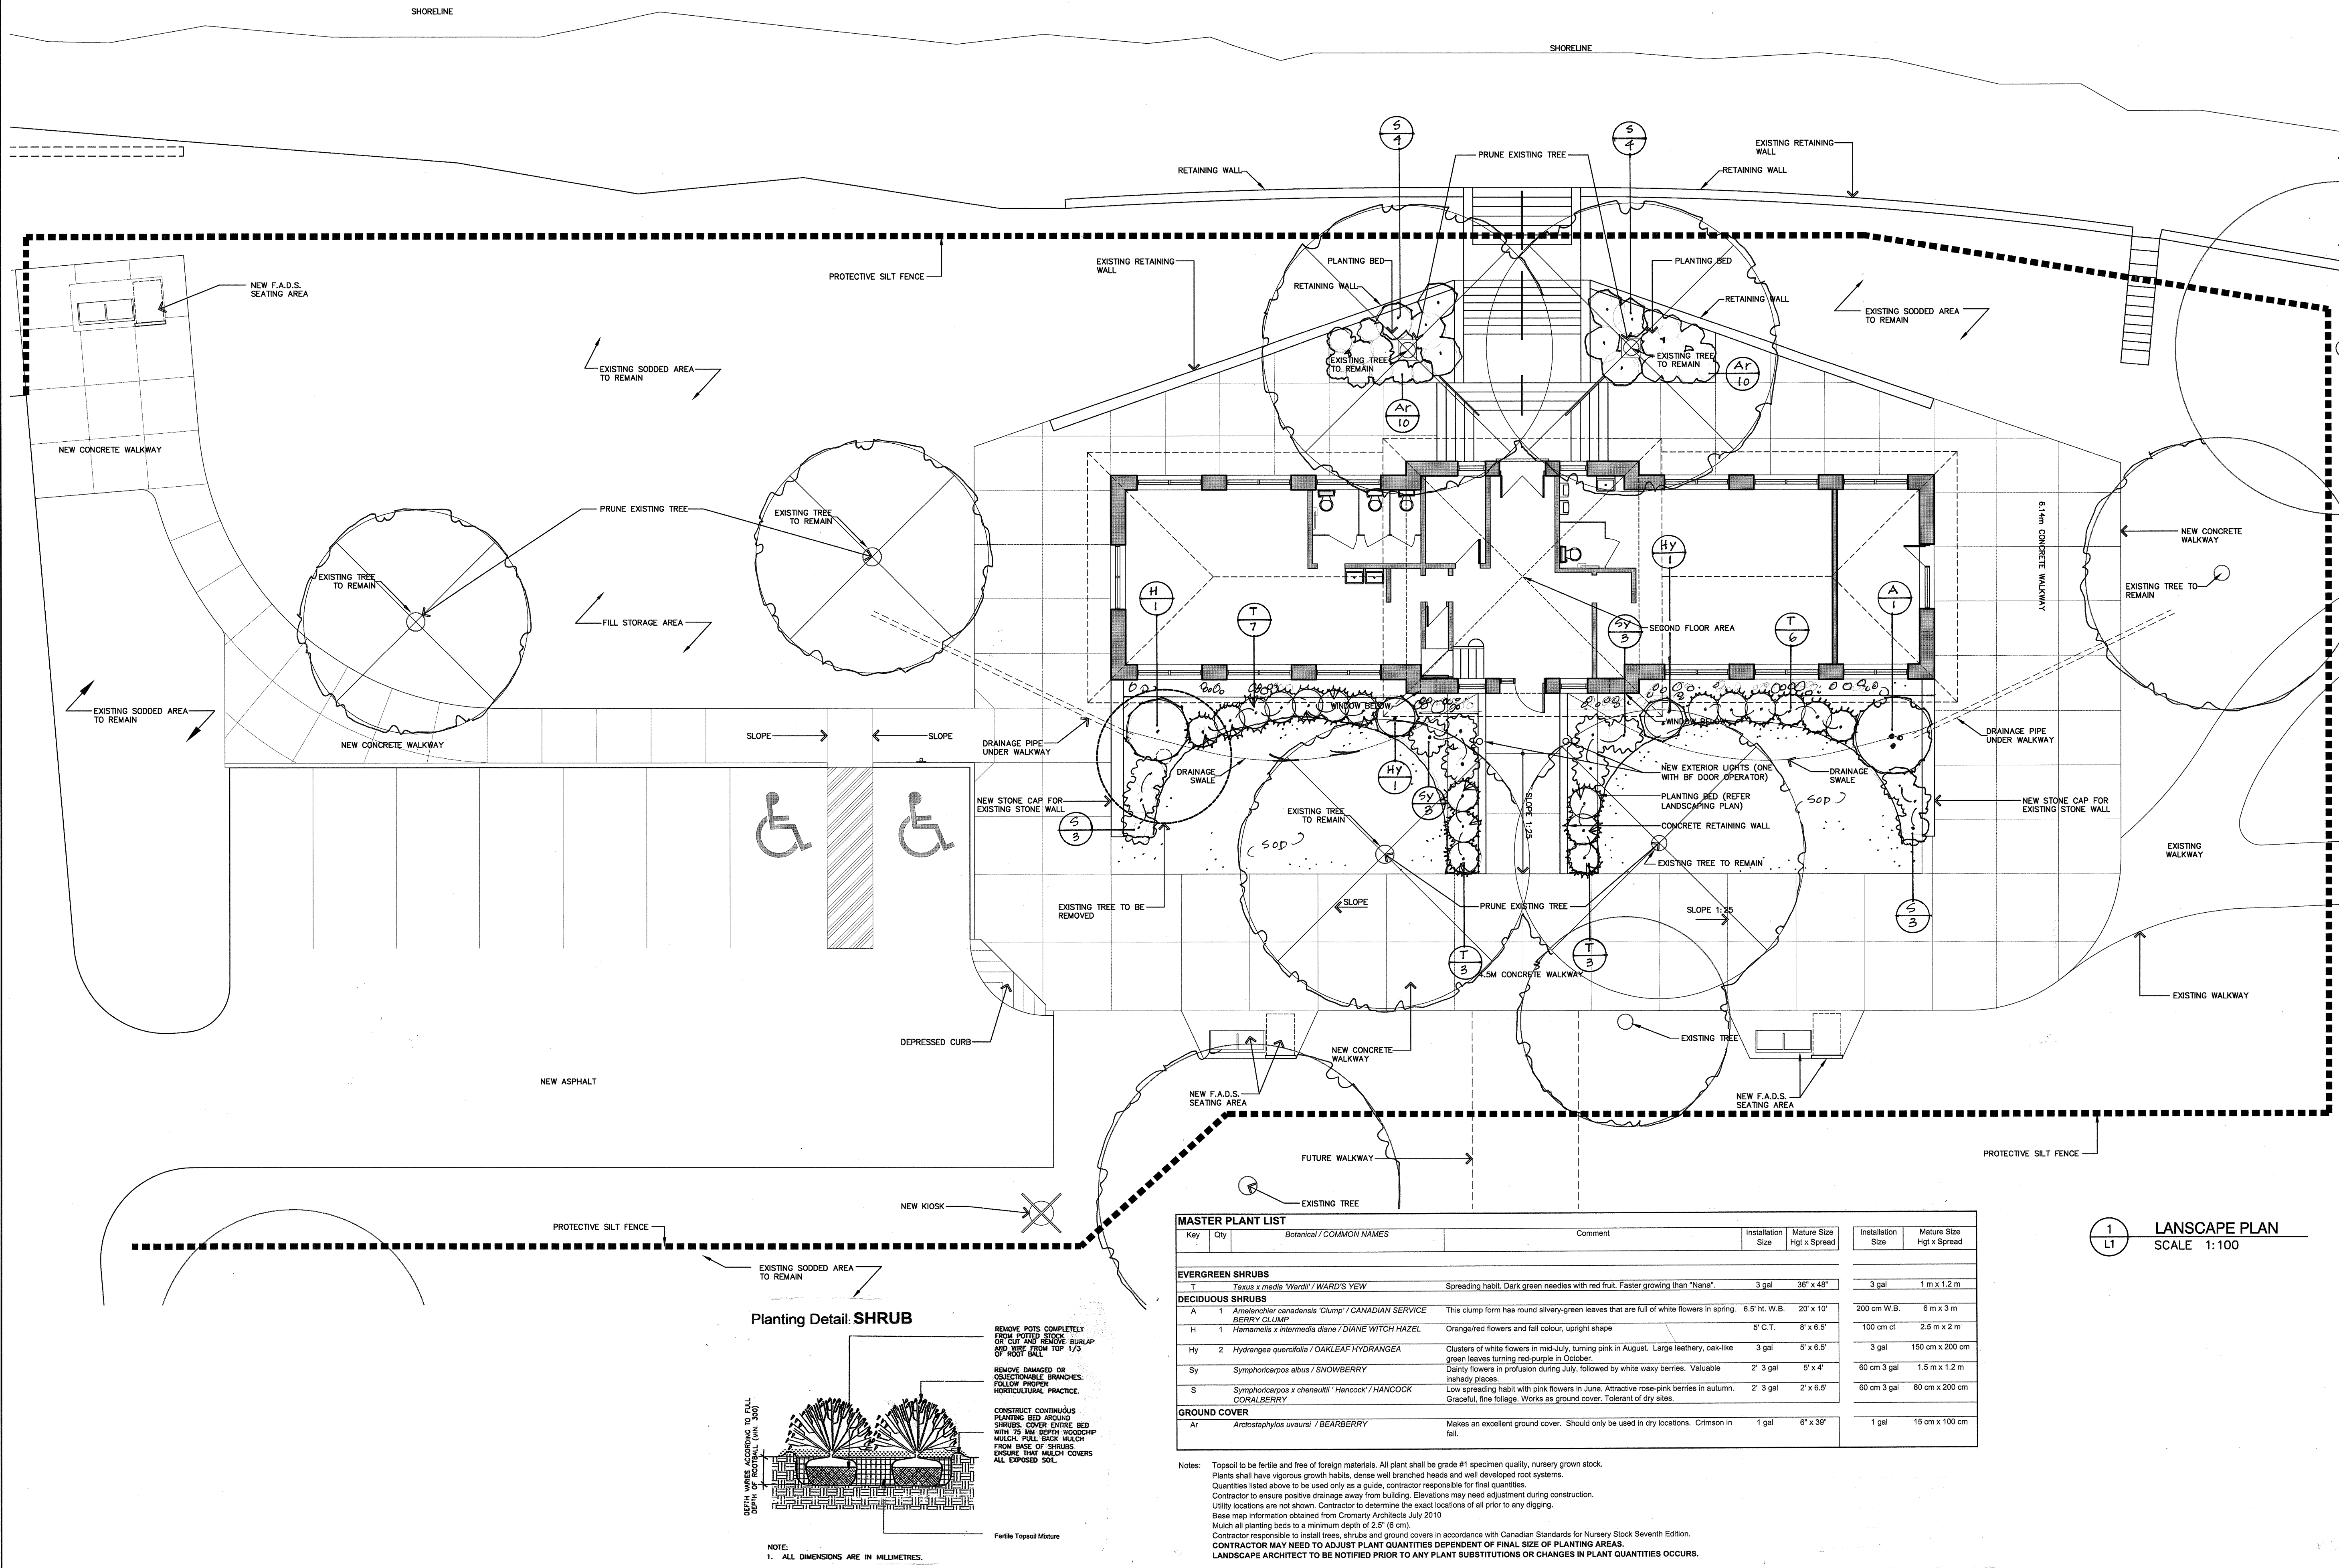 SHORELINE
SHORELINE
S
4
S
4
PRUNE EXISTING TREE
EXISTING RETAINING
WALL
RETAINING WALL
RETAINING WALL
EXISTING RETAINING
WALL
PLANTING BED
PLANTING BED
PROTECTIVE SILT FENCE
NEW F.A.D.S.
SEATING AREA
RETAINING WALL
RETAINING WALL
EXISTING SODDED AREA
TO REMAIN
EXISTING SODDED AREA
TO REMAIN
EXISTING TREE
TO REMAIN
EXISTING TREE
TO REMAIN
Ar
10
Ar
10
NEW CONCRETE WALKWAY
PRUNE EXISTING TREE
EXISTING TREE
TO REMAIN
6.14m CONCRETE WALKWAY
NEW CONCRETE
WALKWAY
EXISTING TREE
TO REMAIN
EXISTING TREE TO
REMAIN
Hy
1
H
1
T
7
A
1
FILL STORAGE AREA
Sy
3
SECOND FLOOR AREA
T
6
EXISTING SODDED AREA
TO REMAIN
WINDOW BELOW
WINDOW BELOW
NEW CONCRETE WALKWAY
SLOPE
SLOPE
DRAINAGE PIPE
UNDER WALKWAY
DRAINAGE PIPE
UNDER WALKWAY
DRAINAGE
SWALE
Hy
1
NEW EXTERIOR LIGHTS (ONE
WITH BF DOOR OPERATOR)
DRAINAGE
SWALE
NEW STONE CAP FOR
EXISTING STONE WALL
Sy
3
PLANTING BED (REFER
LANDSCAPING PLAN)
(SOD)
NEW STONE CAP FOR
EXISTING STONE WALL
S
3
EXISTING TREE
TO REMAIN
SLOPE 1:25
CONCRETE RETAINING WALL
(SOD)
EXISTING TREE TO REMAIN
EXISTING
WALKWAY
EXISTING TREE TO BE
REMOVED
SLOPE
PRUNE EXISTING TREE
SLOPE 1:25
S
3
T
3
T
3
4.5M CONCRETE WALKWAY
EXISTING WALKWAY
DEPRESSED CURB
NEW CONCRETE
WALKWAY
EXISTING TREE
NEW ASPHALT
NEW F.A.D.S.
SEATING AREA
NEW F.A.D.S.
SEATING AREA
FUTURE WALKWAY
PROTECTIVE SILT FENCE
NEW KIOSK
EXISTING TREE
PROTECTIVE SILT FENCE
EXISTING SODDED AREA
TO REMAIN
1
L1
LANSCAPE PLAN
SCALE 1:100
MASTER PLANT LIST
Key Qty Botanical / COMMON NAMES Comment Installation Size Mature Size Hgt x Spread Installation Size Mature Size Hgt x Spread
EVERGREEN SHRUBS
T Taxus x media 'Wardii' / WARD'S YEW Spreading habit. Dark green needles with red fruit. Faster growing than "Nana". 3 gal 36" x 48" 3 gal 1 m x 1.2 m
DECIDUOUS SHRUBS
A 1 Amelanchier canadensis 'Clump' / CANADIAN SERVICE This clump form has round silvery-green leaves that are full of white flowers in spring. 6.5' ht. W.B. 20' x 10' 200 cm W.B. 6 m x 3 m
BERRY CLUMP
H 1 Hamamelis x intermedia diane / DIANE WITCH HAZEL Orange/red flowers and fall colour, upright shape 5' C.T. 8' x 6.5' 100 cm ct 2.5 m x 2 m
Hy 2 Hydrangea quercifolia / OAKLEAF HYDRANGEA Clusters of white flowers in mid-July, turning pink in August. Large leathery, oak-like 3 gal 5' x 6.5' 3 gal 150 cm x 200 cm
green leaves turning red-purple in October.
Sy Symphoricarpos albus / SNOWBERRY Dainty flowers in profusion during July, followed by white waxy berries. Valuable 2' 3 gal 5' x 4' 60 cm 3 gal 1.5 m x 1.2 m
inshady places.
S Symphoricarpos x chenaultii ' Hancock' / HANCOCK Low spreading habit with pink flowers in June. Attractive rose-pink berries in autumn. 2' 3 gal 2' x 6.5' 60 cm 3 gal 60 cm x 200 cm
CORALBERRY Graceful, fine foliage. Works as ground cover. Tolerant of dry sites.
GROUND COVER
Ar Arctostaphylos uvaursi / BEARBERRY Makes an excellent ground cover. Should only be used in dry locations. Crimson in 1 gal 6" x 39" 1 gal 15 cm x 100 cm
fall.
Notes: Topsoil to be fertile and free of foreign materials. All plant shall be grade #1 specimen quality, nursery grown stock.
Plants shall have vigorous growth habits, dense well branched heads and well developed root systems.
Quantities listed above to be used only as a guide, contractor responsible for final quantities.
Contractor to ensure positive drainage away from building. Elevations may need adjustment during construction.
Utility locations are not shown. Contractor to determine the exact locations of all prior to any digging.
Base map information obtained from Cromarty Architects July 2010
Mulch all planting beds to a minimum depth of 2.5" (6 cm).
Contractor responsible to install trees, shrubs and ground covers in accordance with Canadian Standards for Nursery Stock Seventh Edition.
CONTRACTOR MAY NEED TO ADJUST PLANT QUANTITIES DEPENDENT OF FINAL SIZE OF PLANTING AREAS.
LANDSCAPE ARCHITECT TO BE NOTIFIED PRIOR TO ANY PLANT SUBSTITUTIONS OR CHANGES IN PLANT QUANTITIES OCCURS.
Planting Detail: SHRUB
REMOVE POTS COMPLETELY
FROM POTTED STOCK
OR CUT AND REMOVE BURLAP
AND WIRE FROM TOP 1/3
OF ROOT BALL
REMOVE DAMAGED OR
OBJECTIONABLE BRANCHES.
FOLLOW PROPER
HORTICULTURAL PRACTICE.
CONSTRUCT CONTINUOUS
PLANTING BED AROUND
SHRUBS. COVER ENTIRE BED
WITH 75 MM DEPTH WOODCHIP
MULCH. PULL BACK MULCH
FROM BASE OF SHRUBS.
ENSURE THAT MULCH COVERS
ALL EXPOSED SOIL.
DEPTH VARIES ACCORDING TO FULL
DEPTH OF ROOTBALL (MIN. 300)
Fertile Topsoil Mixture
NOTE:
1. ALL DIMENSIONS ARE IN MILLIMETRES.